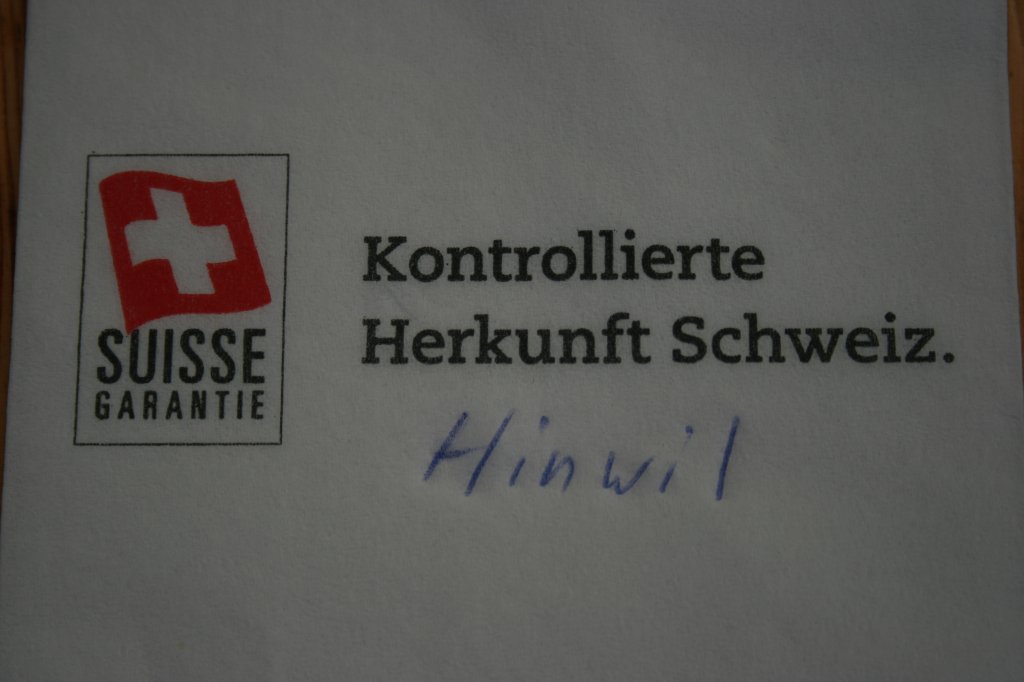 SUISSE
GARANTIE
Kontrollierte
Herkunft Schweiz.
Hinwil